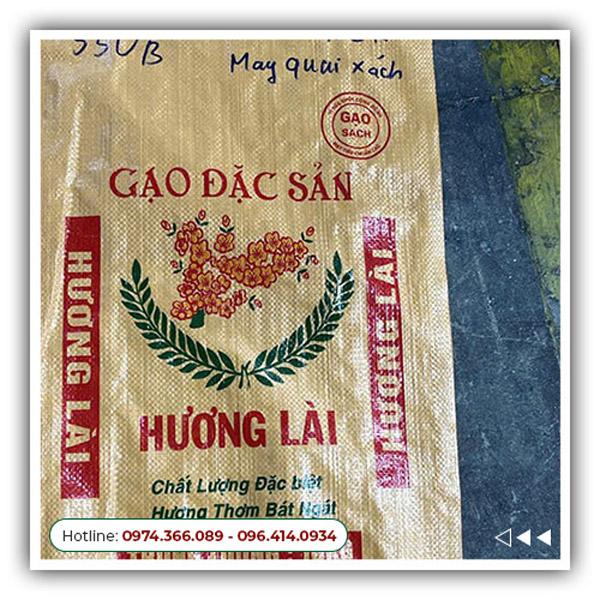 May quai xách
GẠO
SẠCH
GẠO ĐẶC SẢN
HƯƠNG LÀI
HƯƠNG LÀI
HƯƠNG LÀI
Chất Lượng Đặc biệt
Hương Thơm Bát Ngát
Hotline: 0974.366.089 - 096.414.0934